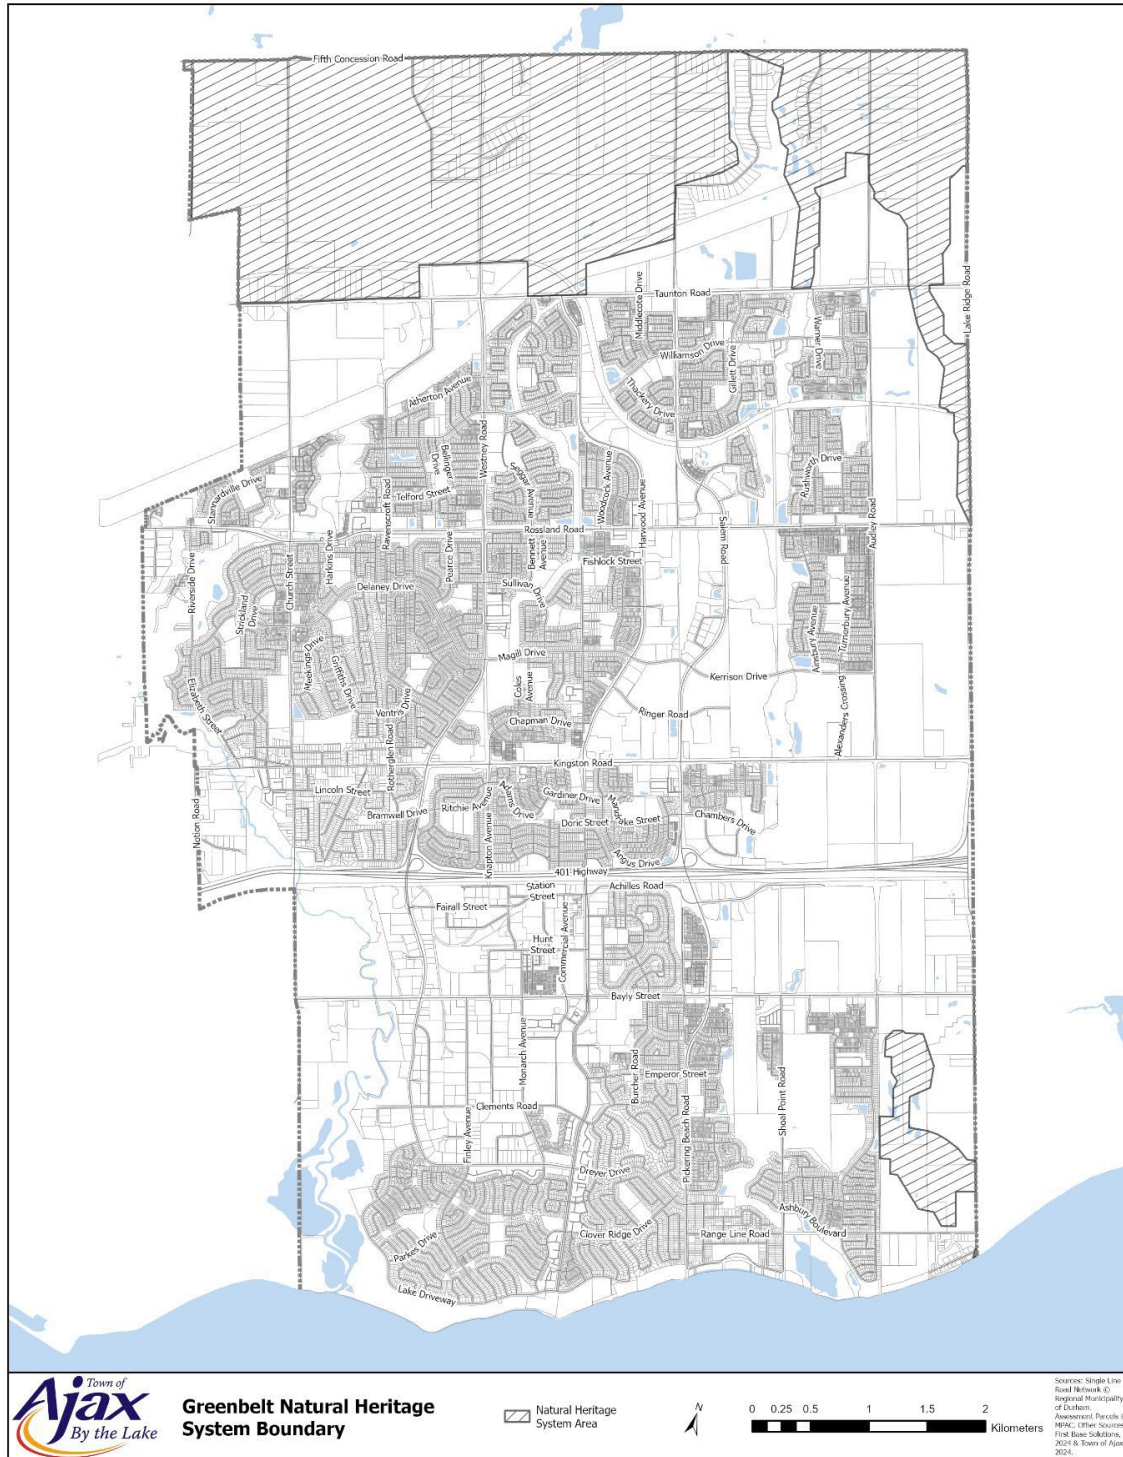 Fifth Concession Road
Lake Ridge Road
Taunton Road
Middlecote Drive
Williamson Drive
Gillett Drive
Warner Drive
Thackery Drive
Atherton Avenue
Westney Road
Bellinger
Drive
Seggar
Avenue
Woodcock Avenue
Rushworth Drive
Stannardville Drive
Telford Street
Ravenscroft Road
Harwood Avenue
Salem Road
Audley Road
Rossland Road
Riverside Drive
Church Street
Harkins Drive
Pearce Drive
Bennett
Avenue
Fishlock Street
Delaney Drive
Sullivan Drive
Strickland
Drive
Ainsbury Avenue
Turnerbury Avenue
Meekings Drive
Griffiths Drive
Magill Drive
Coles
Avenue
Kerrison Drive
Elizabeth Street
Ventris Drive
Chapman Drive
Ringer Road
Alexanders Crossing
Rotherglen Road
Kingston Road
Notion Road
Lincoln Street
Bramwell Drive
Ritchie Avenue
Adams Drive
Gardiner Drive
Mandrake Street
Doric Street
Chambers Drive
Knapton Avenue
Angus Drive
401 Highway
Station
Street
Achilles Road
Fairall Street
Hunt
Street
Commercial Avenue
Bayly Street
Monarch Avenue
Burcher Road
Emperor Street
Shoal Point Road
Clements Road
Finley Avenue
Pickering Beach Road
Dreyer Drive
Ashbury Boulevard
Parkes Drive
Clover Ridge Drive
Range Line Road
Lake Driveway
Town of
Ajax
By the Lake
Greenbelt Natural Heritage
System Boundary
Natural Heritage
System Area
N
0 0.25 0.5 1 1.5 2
Kilometers
Sources: Single Line
Road Network ©
Regional Municipality
of Durham.
Assessment Parcels
MPAC. Other Sources
First Base Solutions,
2024 & Town of Ajax
2024.